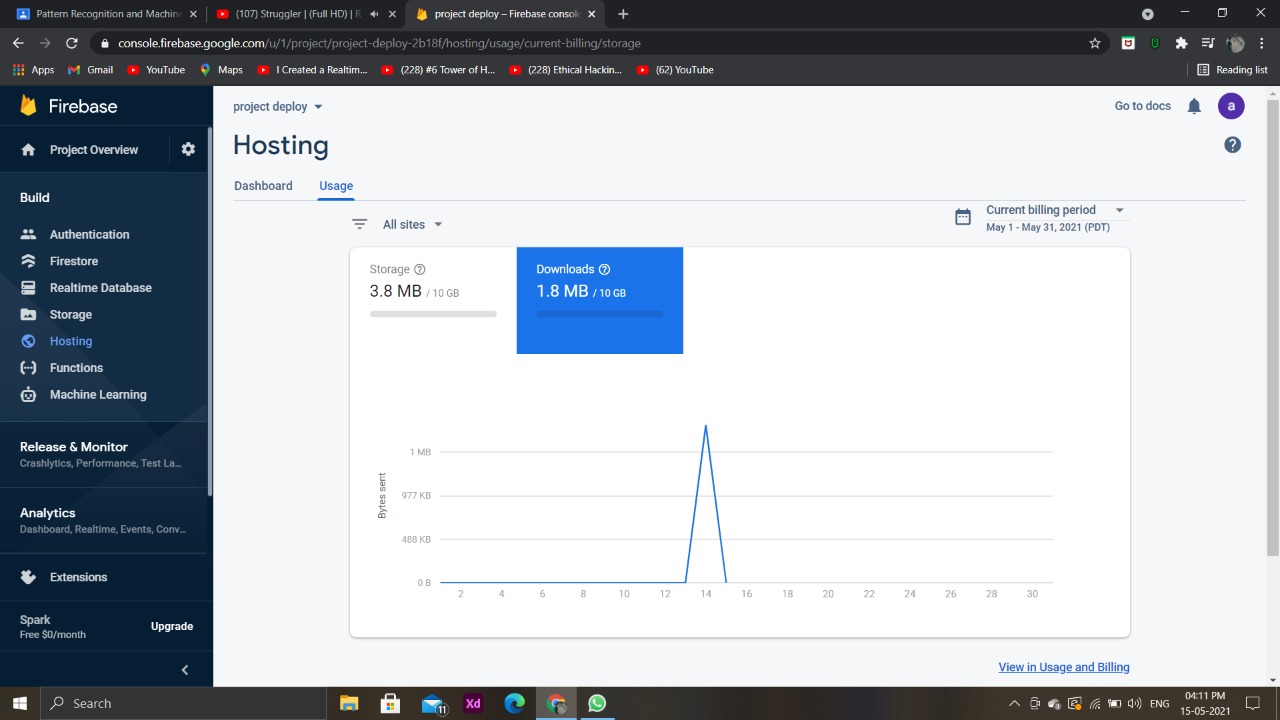 Pattern Recognition and Machin
(107) Struggler | (Full HD) | R
project deploy – Firebase consol
console.firebase.google.com/u/1/project/project-deploy-2b18f/hosting/usage/current-billing/storage
Apps
Gmail
YouTube
Maps
I Created a Realtim...
(228) #6 Tower of H...
(228) Ethical Hackin...
(62) YouTube
Reading list
Firebase
Project Overview
Build
Authentication
Firestore
Realtime Database
Storage
Hosting
Functions
Machine Learning
Release & Monitor
Crashlytics, Performance, Test La...
Analytics
Dashboard, Realtime, Events, Conv...
Extensions
Spark
Free $0/month
Upgrade
project deploy
Go to docs
a
Hosting
Dashboard
Usage
All sites
Current billing period
May 1 - May 31, 2021 (PDT)
Storage
3.8 MB / 10 GB
Downloads
1.8 MB / 10 GB
Bytes sent
1 MB
977 KB
488 KB
0 B
2 4 6 8 10 12 14 16 18 20 22 24 26 28 30
View in Usage and Billing
Search
11
Xd
ENG
04:11 PM
15-05-2021